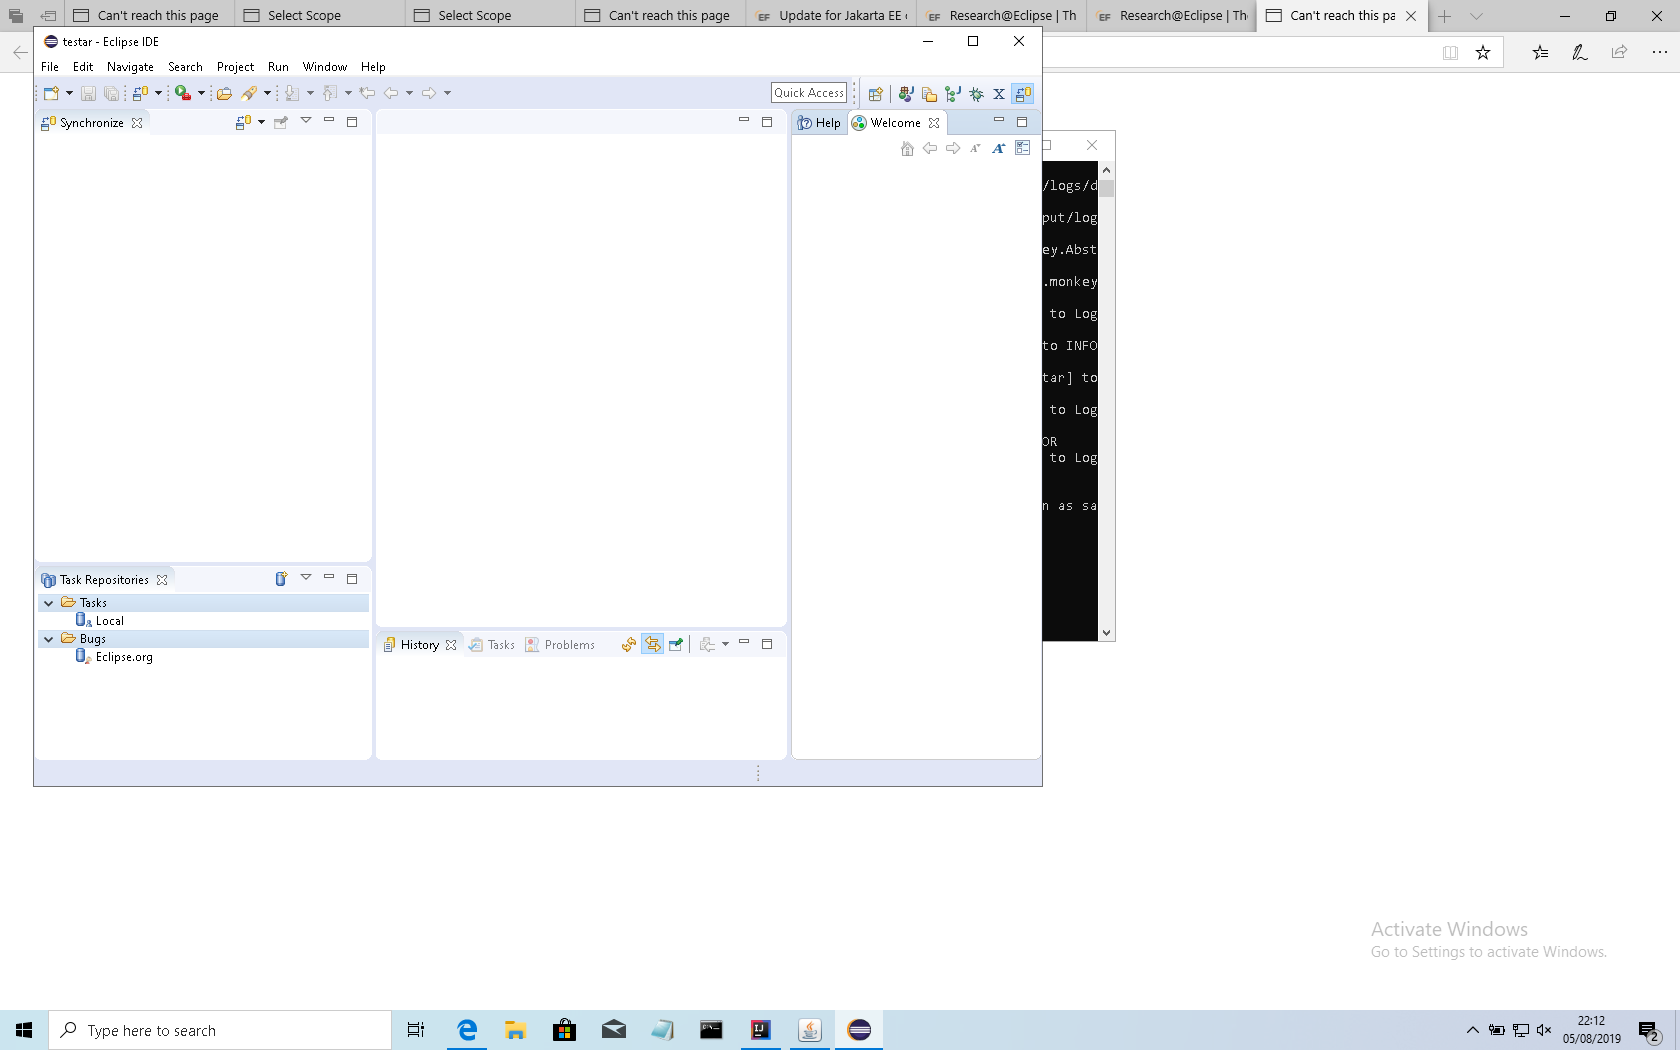 Can't reach this page
Select Scope
Select Scope
Can't reach this page
EF Update for Jakarta EE
EF Research@Eclipse | Th
EF Research@Eclipse | The
Can't reach this pa
testar - Eclipse IDE
File Edit Navigate Search Project Run Window Help
Quick Access
Synchronize
Help Welcome
/logs/d
put/log
ey.Abst
.monkey
to Log
to INFO
tar] to
to Log
OR
to Log
n as sa
Task Repositories
Tasks
Local
Bugs
Eclipse.org
History Tasks Problems
Activate Windows
Go to Settings to activate Windows.
Type here to search
22:12
05/08/2019
2